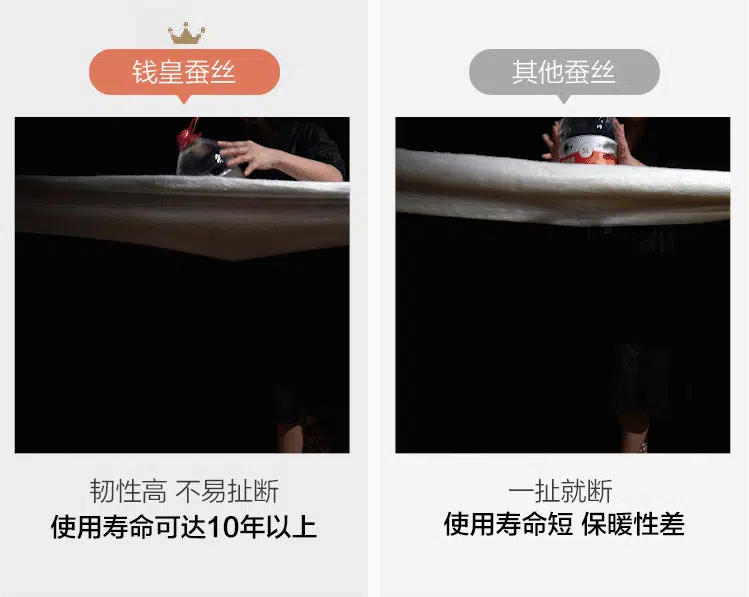 钱皇蚕丝
其他蚕丝
韧性高 不易扯断
使用寿命可达10年以上
一扯就断
使用寿命短 保暖性差